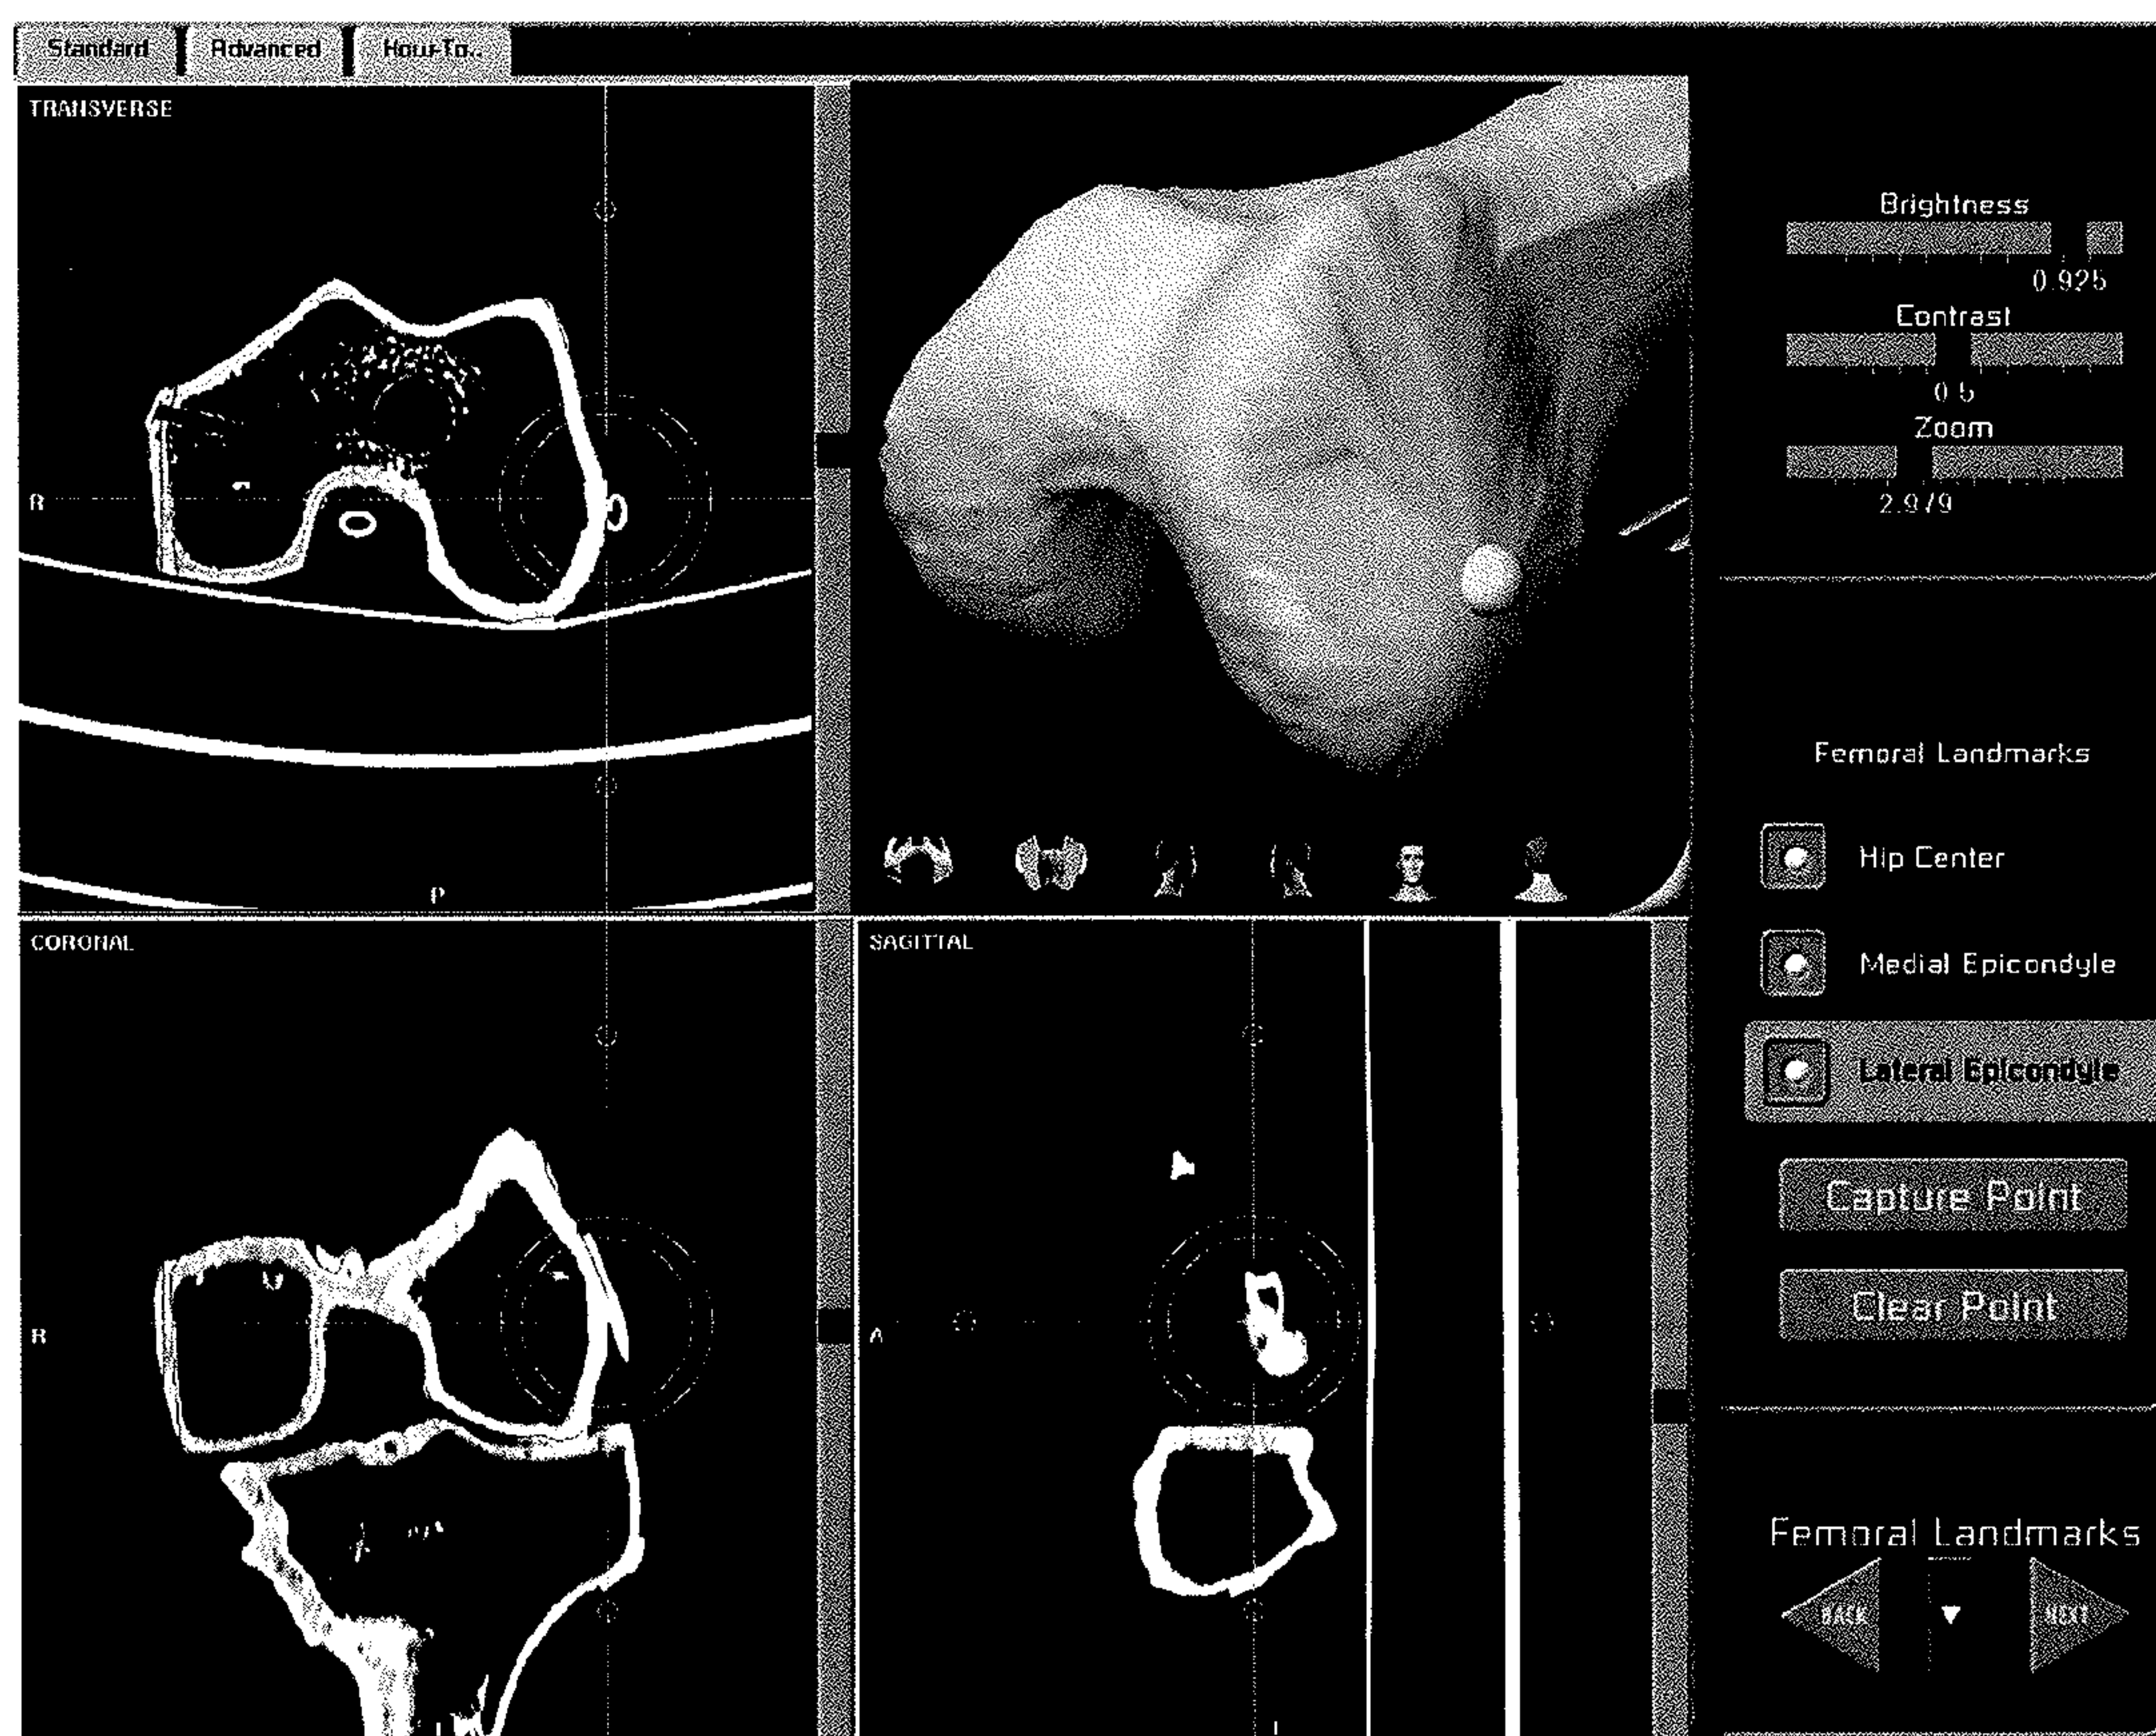 Standard Advanced How-To..
TRANSVERSE
R
P
Brightness
0.925
Contrast
0.5
Zoom
2.979
Femoral Landmarks
Hip Center
Medial Epicondyle
Lateral Epicondyle
Capture Point
Clear Point
CORONAL
R
SAGITTAL
A
I
I
Femoral Landmarks
BACK NEXT